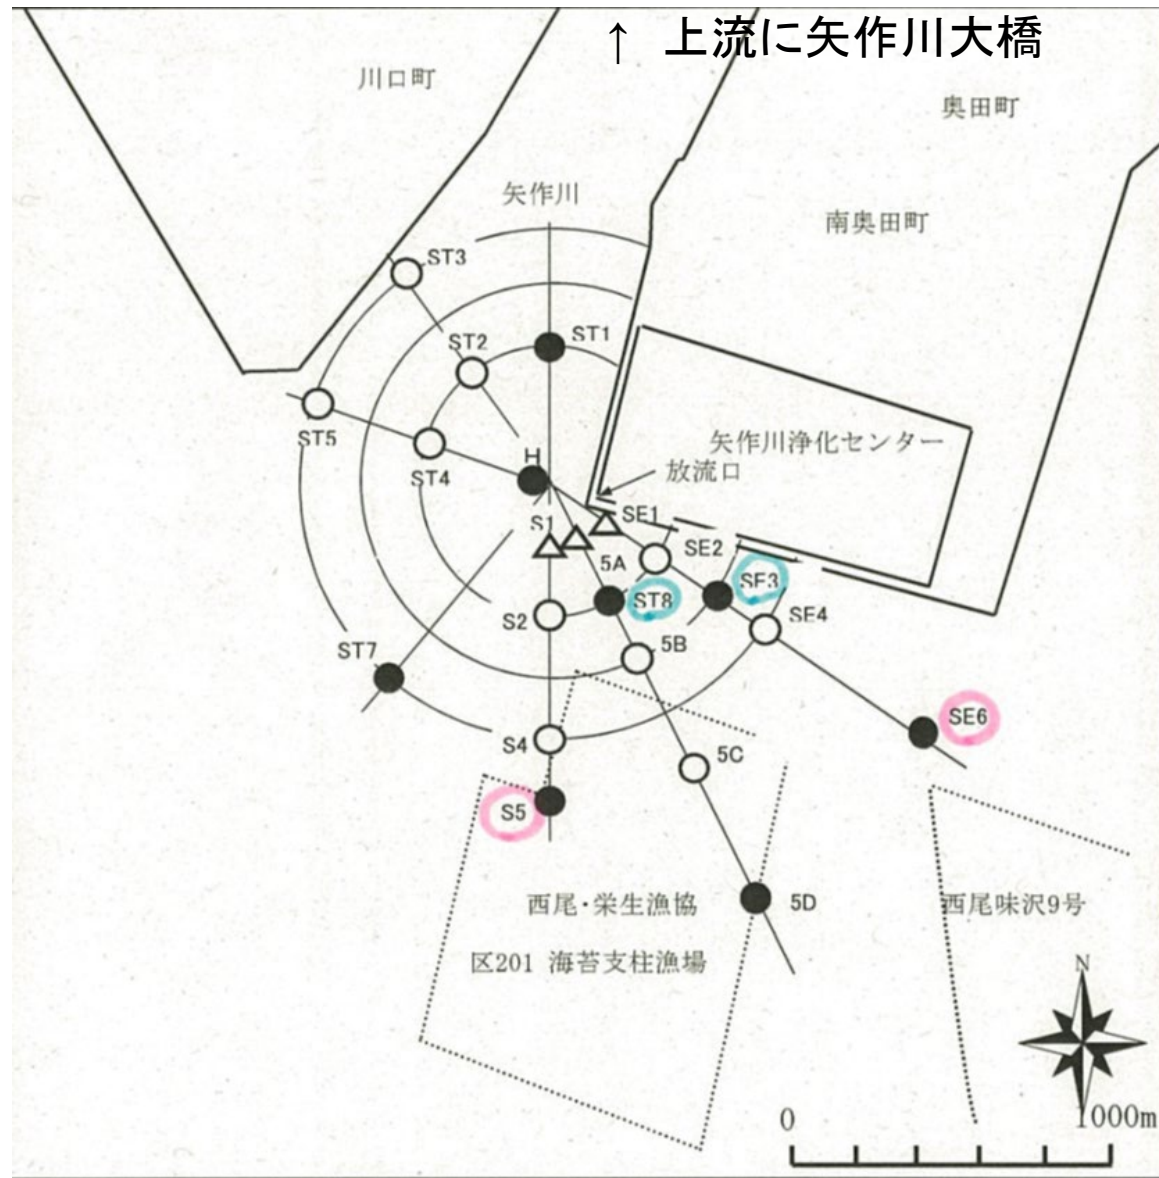 ↑ 上流に矢作川大橋
川口町
奥田町
矢作川
南奥田町
ST3
ST1
ST2
矢作川浄化センター
ST5
放流口
H
ST4
SE1
S1
SE2
5A
SE3
ST8
SE4
S2
5B
ST7
SE6
S4
5C
S5
西尾・栄生漁協
5D
西尾味沢9号
区201 海苔支柱漁場
N
0
1000m